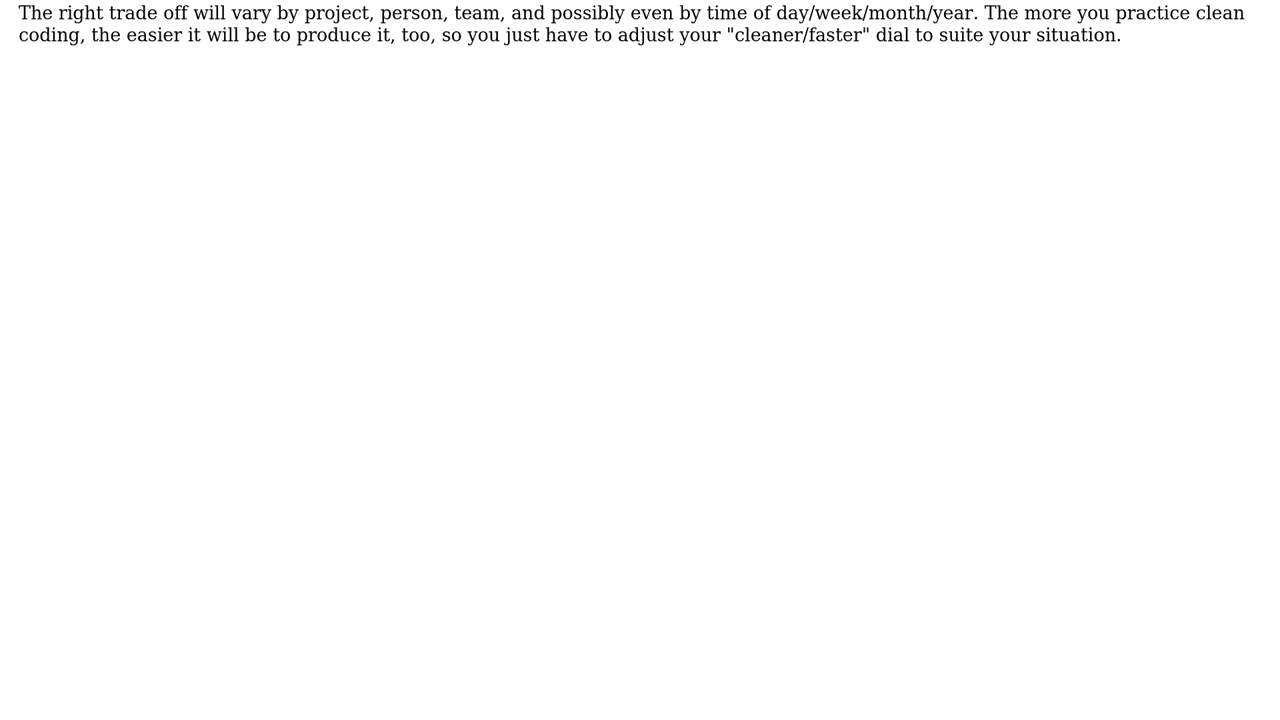 The right trade off will vary by project, person, team, and possibly even by time of day/week/month/year. The more you practice clean
coding, the easier it will be to produce it, too, so you just have to adjust your "cleaner/faster" dial to suite your situation.